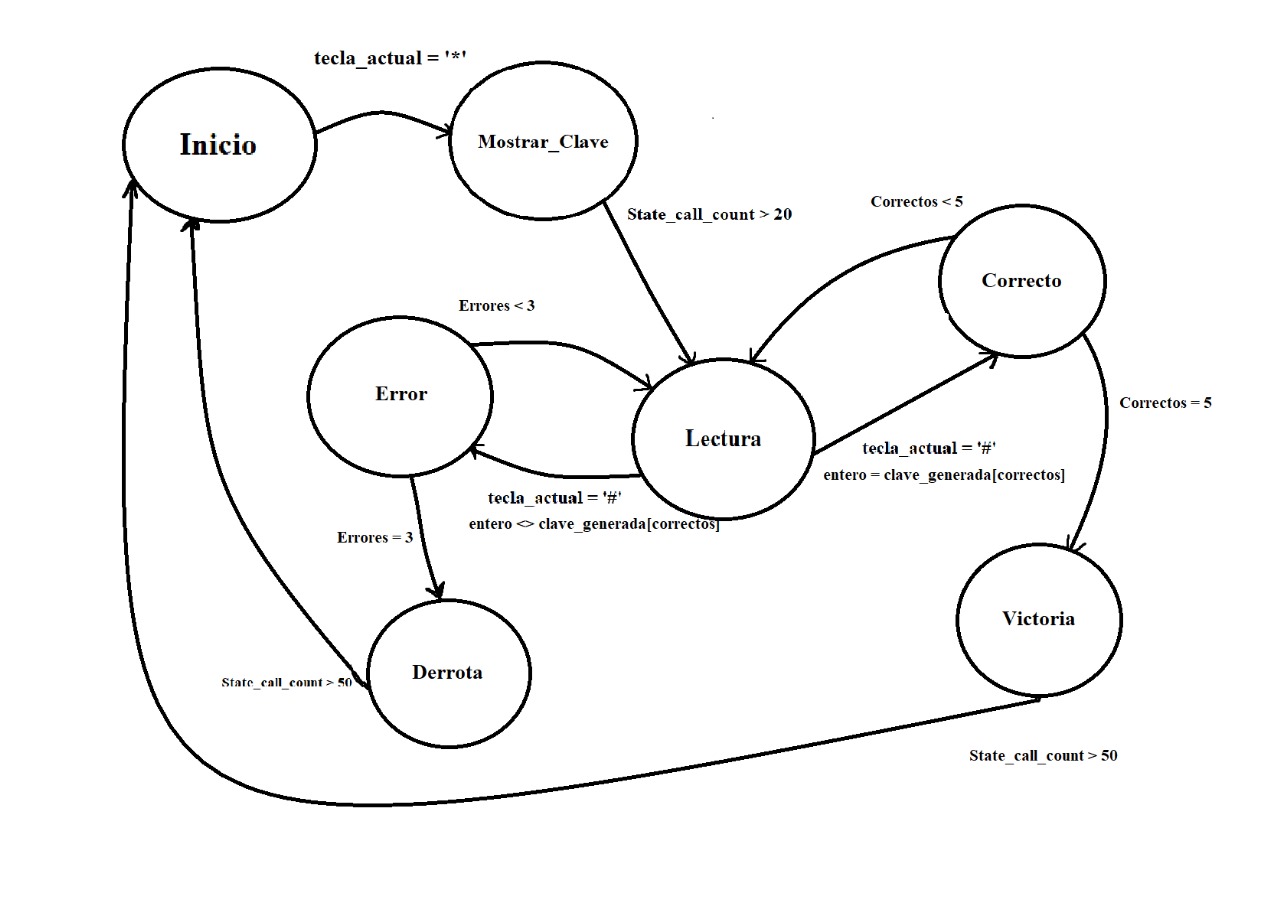 tecla_actual = '*'
Inicio
Mostrar_Clave
State_call_count > 20
Correctos < 5
Correcto
Errores < 3
Error
Lectura
Correctos = 5
tecla_actual = '#'
entero = clave_generada[correctos]
tecla_actual = '#'
entero <> clave_generada[correctos]
Errores = 3
Victoria
Derrota
State_call_count > 50
State_call_count > 50